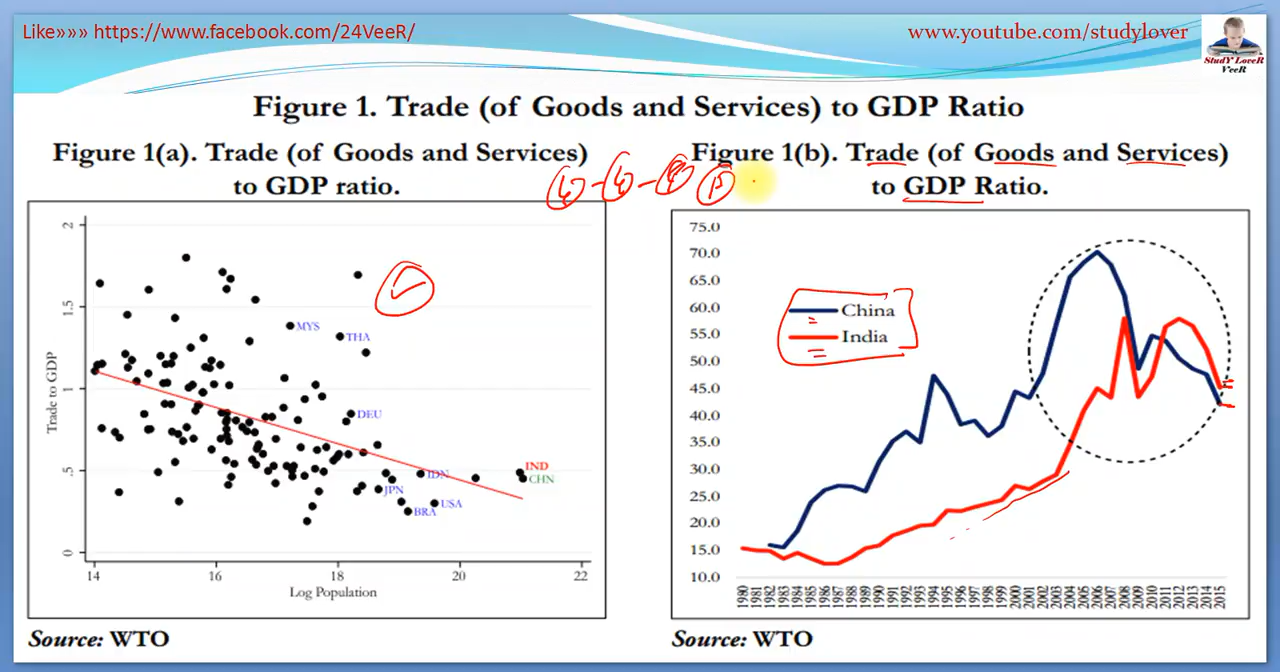 Like»»» https://www.facebook.com/24VeeR/
www.youtube.com/studylover
StudY LoveR
VeeR
Figure 1. Trade (of Goods and Services) to GDP Ratio
Figure 1(a). Trade (of Goods and Services)
to GDP ratio.
Trade to GDP
2
1.5
1
.5
0
MYS
THA
DEU
IDN
IND
CHN
JPN
USA
BRA
14 16 18 20 22
Log Population
Source: WTO
Figure 1(b). Trade (of Goods and Services)
to GDP Ratio.
75.0
70.0
65.0
60.0
55.0
50.0
45.0
40.0
35.0
30.0
25.0
20.0
15.0
10.0
China
India
1980 1981 1982 1983 1984 1985 1986 1987 1988 1989 1990 1991 1992 1993 1994 1995 1996 1997 1998 1999 2000 2001 2002 2003 2004 2005 2006 2007 2008 2009 2010 2011 2012 2013 2014 2015
Source: WTO